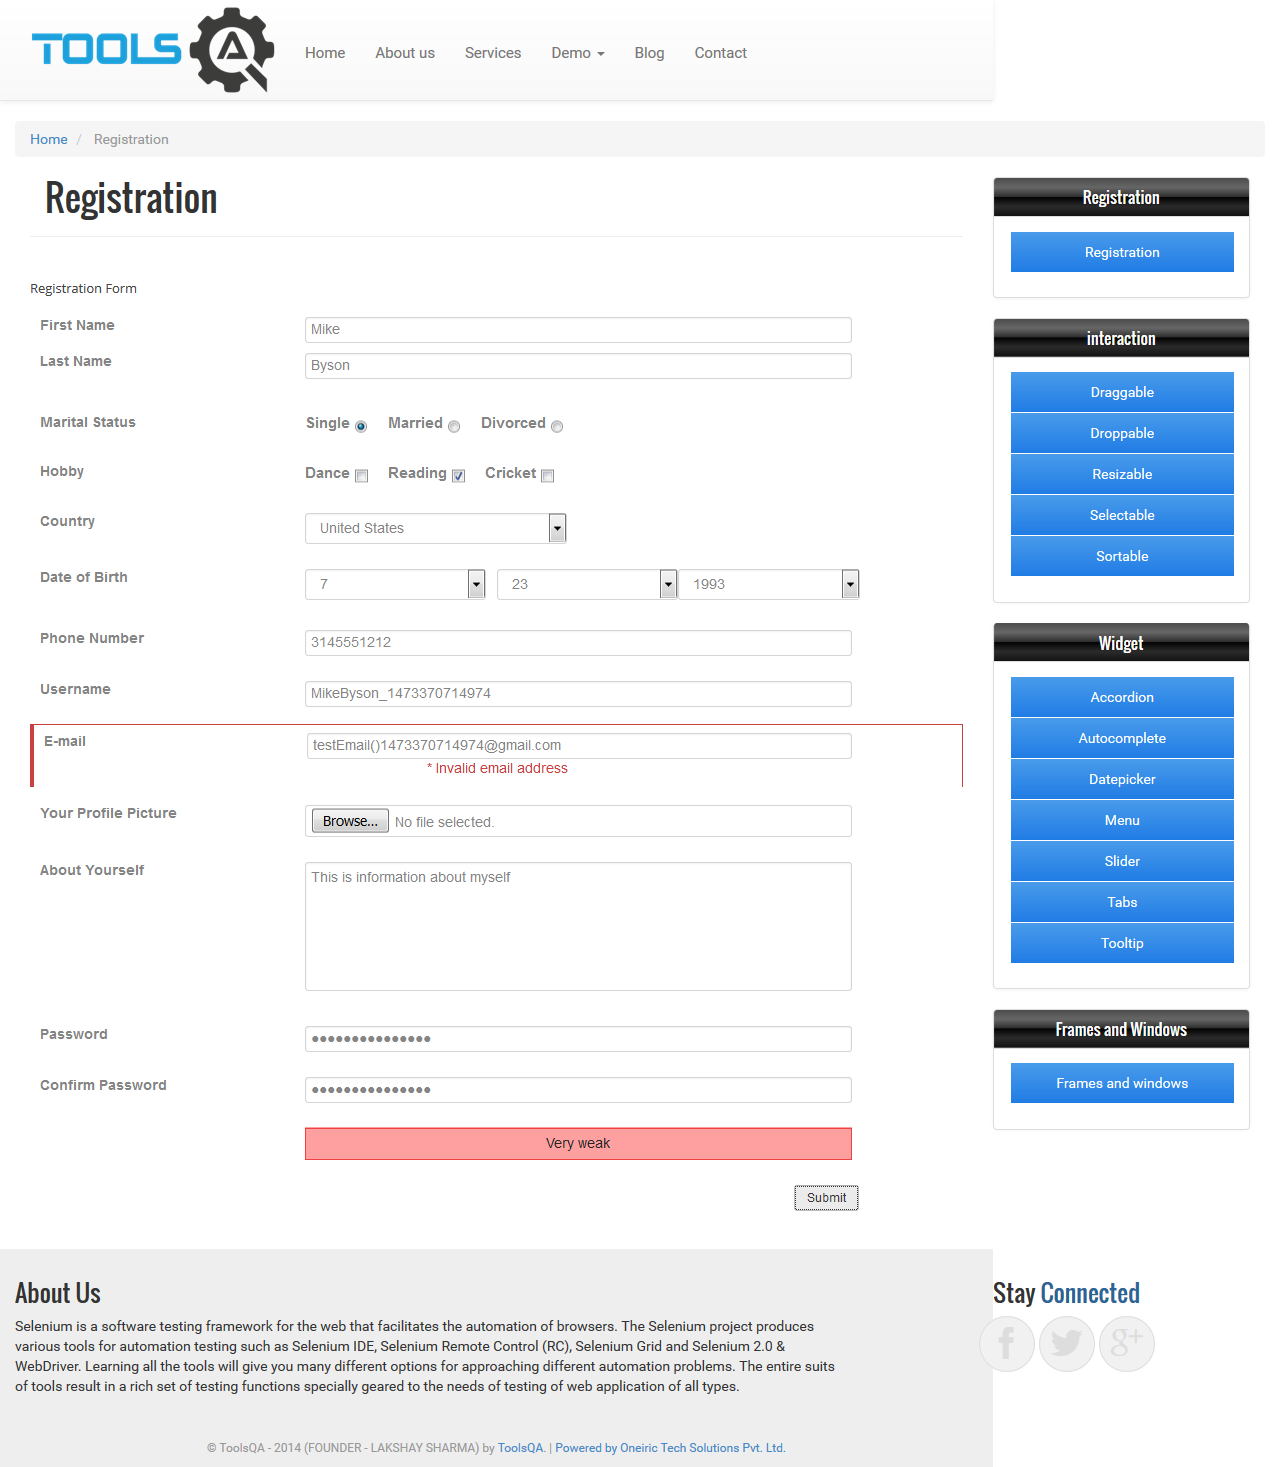 TOOLS QA
Home About us Services Demo Blog Contact
Home / Registration
Registration
Registration Form
First Name Mike
Last Name Byson
Marital Status Single Married Divorced
Hobby Dance Reading Cricket
Country United States
Date of Birth 7 23 1993
Phone Number 3145551212
Username MikeByson_1473370714974
E-mail testEmail()1473370714974@gmail.com
* Invalid email address
Your Profile Picture Browse... No file selected.
About Yourself This is information about myself
Password ●●●●●●●●●●●●●●●
Confirm Password ●●●●●●●●●●●●●●●
Very weak
Submit
Registration
Registration
interaction
Draggable
Droppable
Resizable
Selectable
Sortable
Widget
Accordion
Autocomplete
Datepicker
Menu
Slider
Tabs
Tooltip
Frames and Windows
Frames and windows
About Us
Selenium is a software testing framework for the web that facilitates the automation of browsers. The Selenium project produces
various tools for automation testing such as Selenium IDE, Selenium Remote Control (RC), Selenium Grid and Selenium 2.0 &
WebDriver. Learning all the tools will give you many different options for approaching different automation problems. The entire suits
of tools result in a rich set of testing functions specially geared to the needs of testing of web application of all types.
Stay Connected
f g+
© ToolsQA - 2014 (FOUNDER - LAKSHAY SHARMA) by ToolsQA. | Powered by Oneiric Tech Solutions Pvt. Ltd.